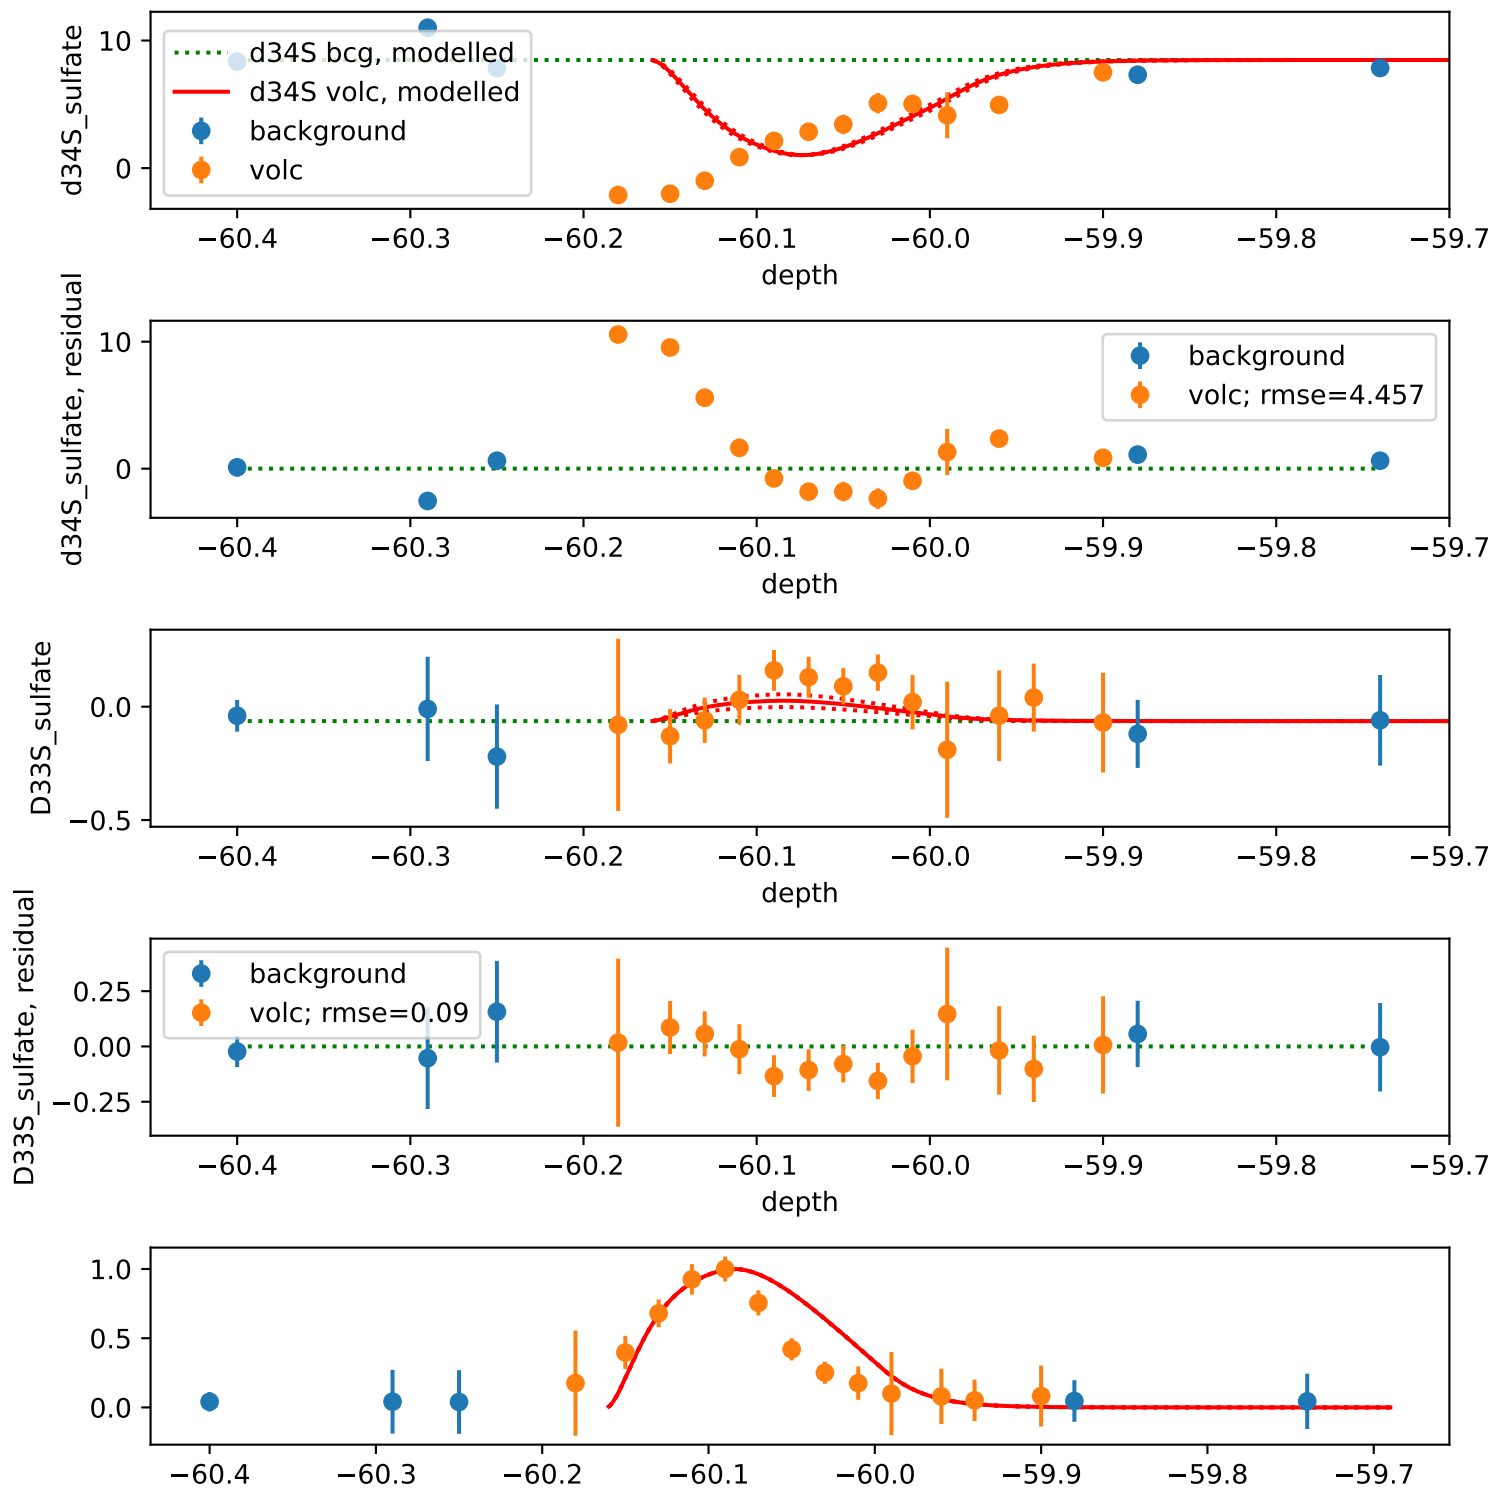 d34S_sulfate
10
0
d34S bcg, modelled
d34S volc, modelled
background
volc
−60.4 −60.3 −60.2 −60.1 −60.0 −59.9 −59.8 −59.7
depth
d34S_sulfate, residual
10
0
background
volc; rmse=4.457
−60.4 −60.3 −60.2 −60.1 −60.0 −59.9 −59.8 −59.7
depth
D33S_sulfate
0.0
−0.5
−60.4 −60.3 −60.2 −60.1 −60.0 −59.9 −59.8 −59.7
depth
D33S_sulfate, residual
0.25
0.00
−0.25
background
volc; rmse=0.09
−60.4 −60.3 −60.2 −60.1 −60.0 −59.9 −59.8 −59.7
depth
1.0
0.5
0.0
−60.4 −60.3 −60.2 −60.1 −60.0 −59.9 −59.8 −59.7